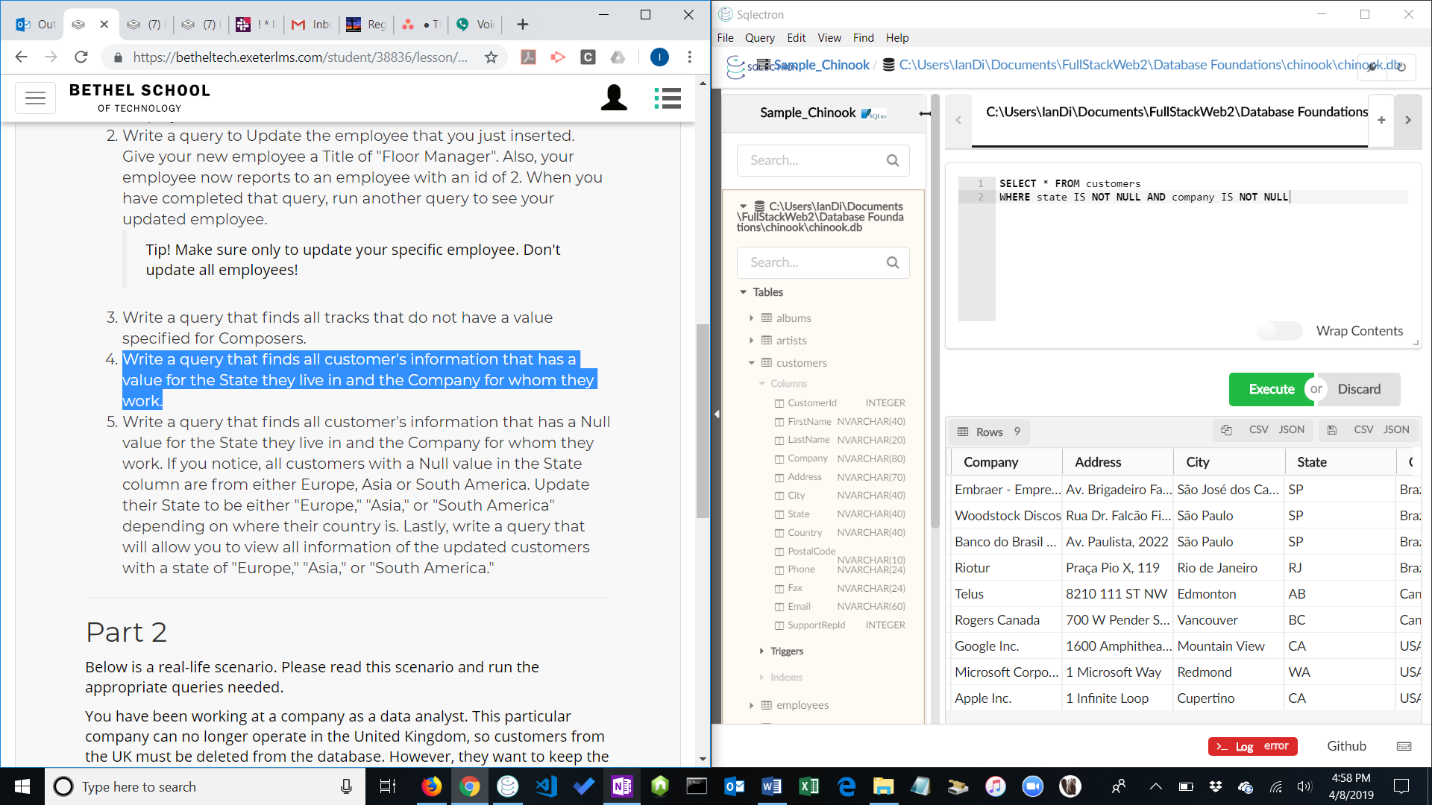 Out
(7)
(7)
! *
Inb
Reg
• T
Voi
https://betheltech.exeterlms.com/student/38836/lesson/...
BETHEL SCHOOL
OF TECHNOLOGY
2. Write a query to Update the employee that you just inserted.
Give your new employee a Title of "Floor Manager". Also, your
employee now reports to an employee with an id of 2. When you
have completed that query, run another query to see your
updated employee.
Tip! Make sure only to update your specific employee. Don't
update all employees!
3. Write a query that finds all tracks that do not have a value
specified for Composers.
4. Write a query that finds all customer's information that has a
value for the State they live in and the Company for whom they
work.
5. Write a query that finds all customer's information that has a Null
value for the State they live in and the Company for whom they
work. If you notice, all customers with a Null value in the State
column are from either Europe, Asia or South America. Update
their State to be either "Europe," "Asia," or "South America"
depending on where their country is. Lastly, write a query that
will allow you to view all information of the updated customers
with a state of "Europe," "Asia," or "South America."
Part 2
Below is a real-life scenario. Please read this scenario and run the
appropriate queries needed.
You have been working at a company as a data analyst. This particular
company can no longer operate in the United Kingdom, so customers from
the UK must be deleted from the database. However, they want to keep the
Sqlectron
File Query Edit View Find Help
Sample_Chinook / C:\Users\IanDi\Documents\FullStackWeb2\Database Foundations\chinook\chinook.db
Sample_Chinook
Search...
C:\Users\IanDi\Documents
\FullStackWeb2\Database Founda
tions\chinook\chinook.db
Search...
Tables
albums
artists
customers
Columns
CustomerId INTEGER
FirstName NVARCHAR(40)
LastName NVARCHAR(20)
Company NVARCHAR(80)
Address NVARCHAR(70)
City NVARCHAR(40)
State NVARCHAR(40)
Country NVARCHAR(40)
PostalCode NVARCHAR(10)
Phone NVARCHAR(24)
Fax NVARCHAR(24)
Email NVARCHAR(60)
SupportRepId INTEGER
Triggers
Indexes
employees
C:\Users\IanDi\Documents\FullStackWeb2\Database Foundations
1 SELECT * FROM customers
2 WHERE state IS NOT NULL AND company IS NOT NULL
Wrap Contents
Execute or Discard
Rows 9 CSV JSON CSV JSON
Company Address City State
Embraer - Empre... Av. Brigadeiro Fa... São José dos Ca... SP Bra
Woodstock Discos Rua Dr. Falcão Fi... São Paulo SP Bra
Banco do Brasil ... Av. Paulista, 2022 São Paulo SP Bra
Riotur Praça Pio X, 119 Rio de Janeiro RJ Bra
Telus 8210 111 ST NW Edmonton AB Can
Rogers Canada 700 W Pender S... Vancouver BC Can
Google Inc. 1600 Amphithea... Mountain View CA USA
Microsoft Corpo... 1 Microsoft Way Redmond WA USA
Apple Inc. 1 Infinite Loop Cupertino CA USA
Log error Github
Type here to search
4:58 PM
4/8/2019